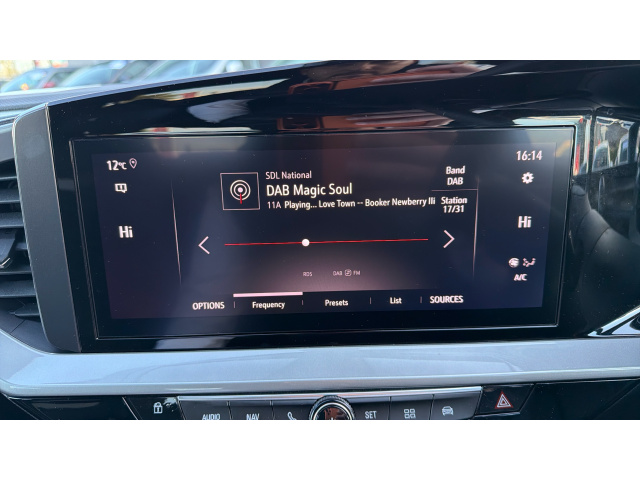 12°C
16:14
SDL National
DAB Magic Soul
11A Playing... Love Town -- Booker Newberry Illi
Band
DAB
Station
17/31
Hi
Hi
RDS
DAB FM
A/C
OPTIONS
Frequency
Presets
List
SOURCES
AUDIO
NAV
SET